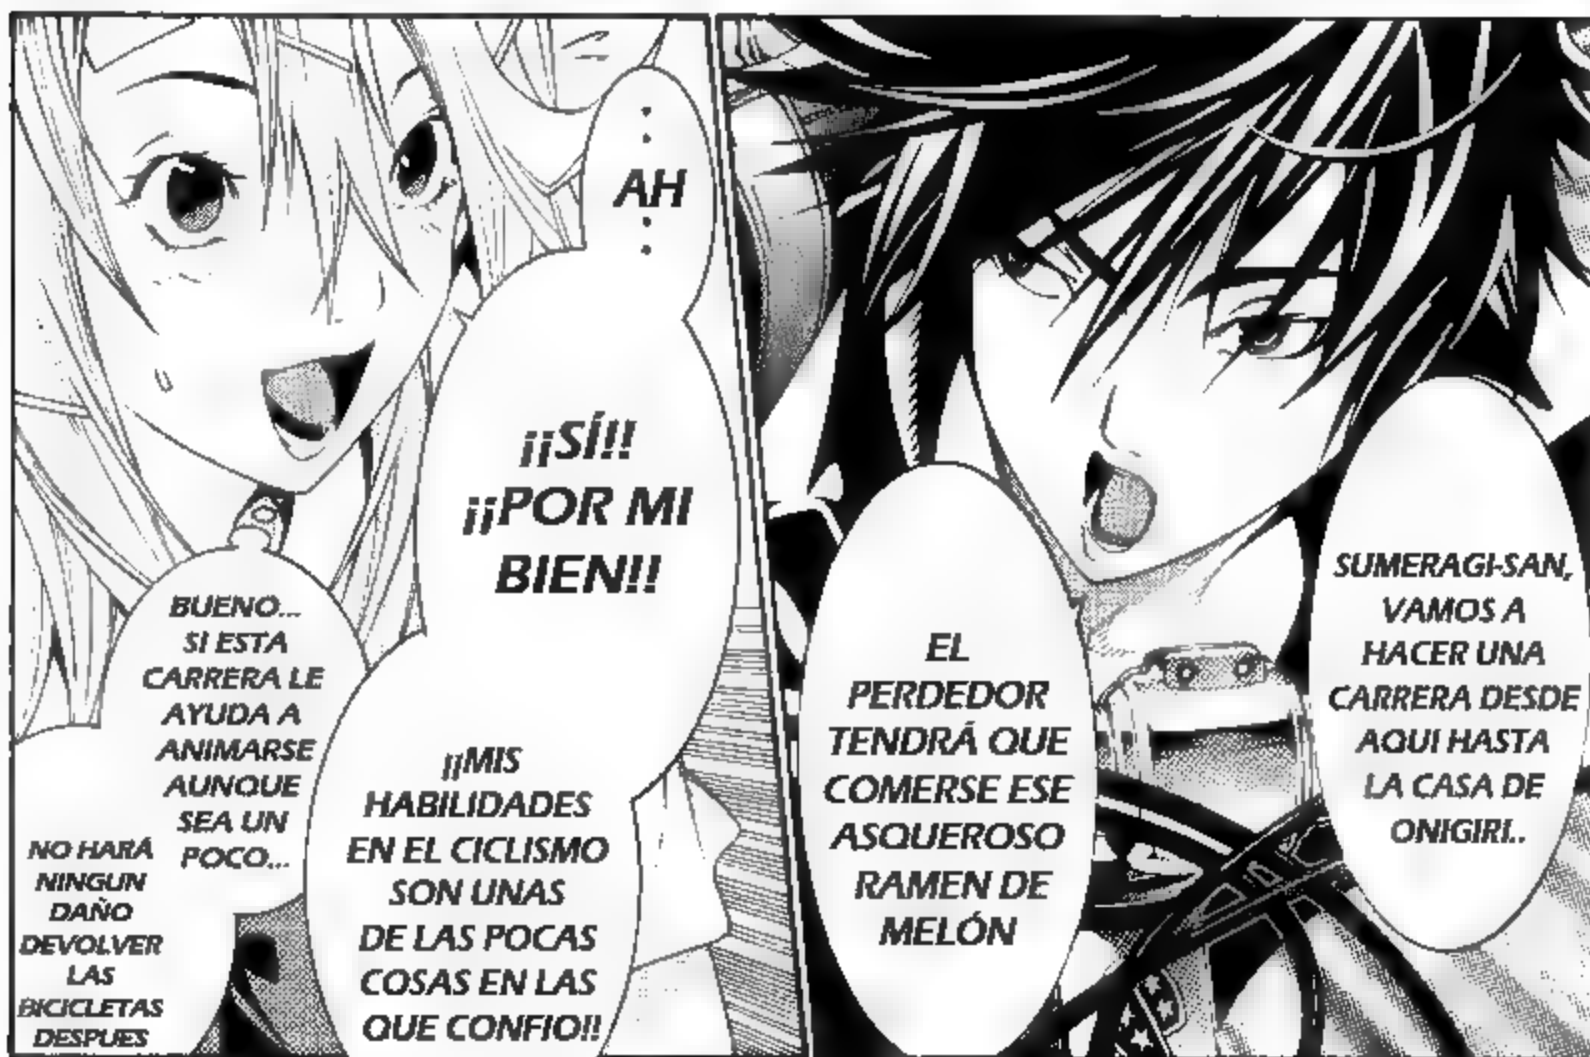 SUMERAGI-SAN,
VAMOS A
HACER UNA
CARRERA DESDE
AQUI HASTA
LA CASA DE
ONIGIRI..
EL
PERDEDOR
TENDRÁ QUE
COMERSE ESE
ASQUEROSO
RAMEN DE
MELÓN
AH
¡¡SÍ!!
¡¡POR MI
BIEN!!
¡¡MIS
HABILIDADES
EN EL CICLISMO
SON UNAS
DE LAS POCAS
COSAS EN LAS
QUE CONFIO!!
BUENO...
SI ESTA
CARRERA LE
AYUDA A
ANIMARSE
AUNQUE
SEA UN
POCO...
NO HARÁ
NINGUN
DAÑO
DEVOLVER
LAS
BICICLETAS
DESPUES